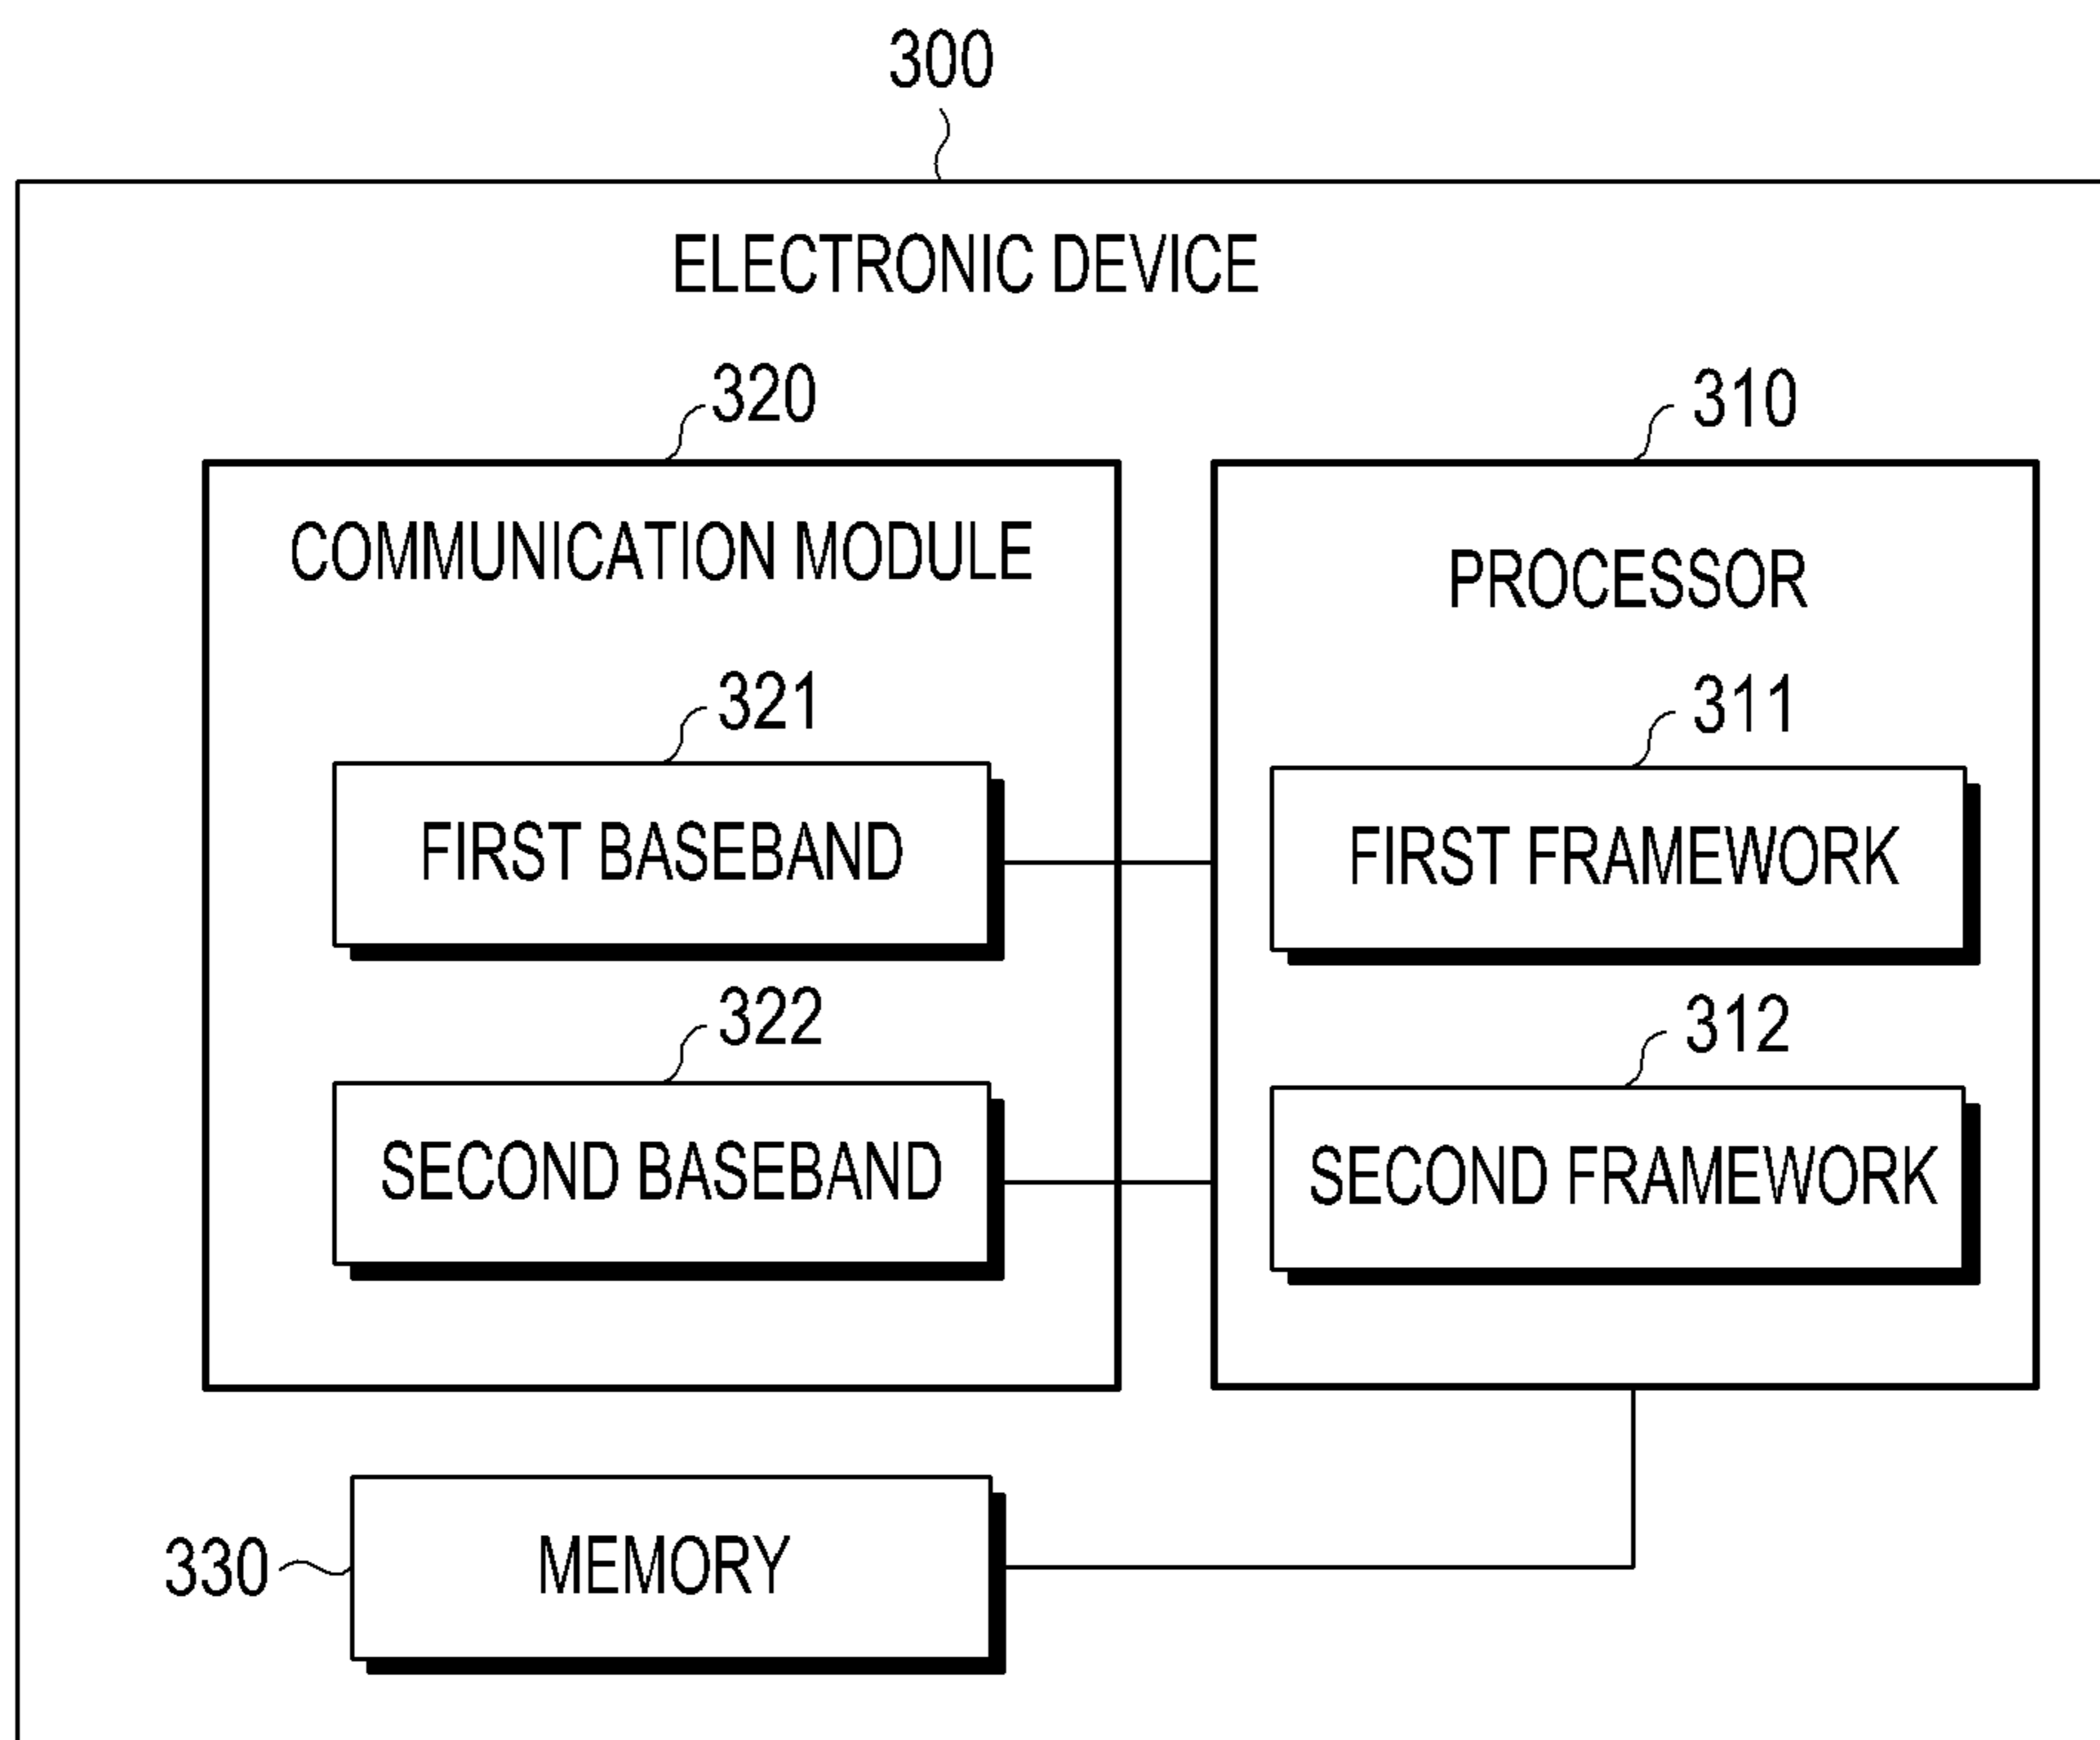 300
ELECTRONIC DEVICE
320
310
COMMUNICATION MODULE
PROCESSOR
321
311
FIRST BASEBAND
FIRST FRAMEWORK
322
312
SECOND BASEBAND
SECOND FRAMEWORK
330
MEMORY